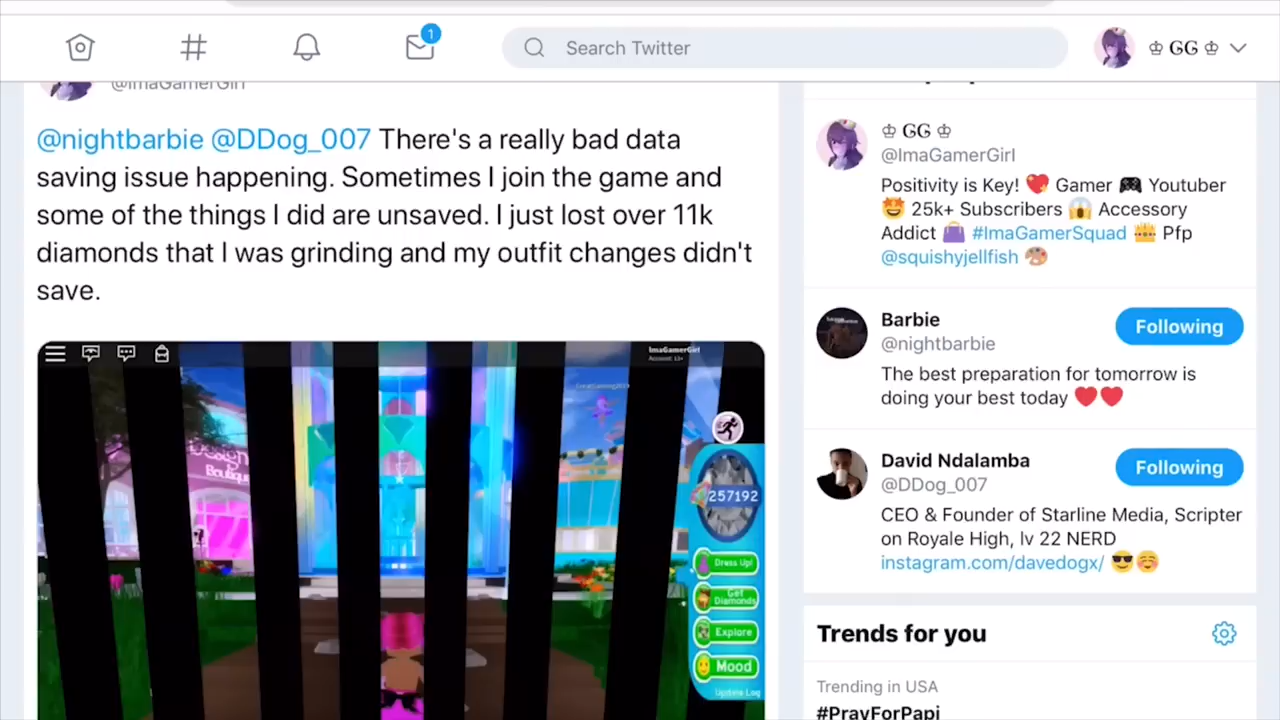 1
Search Twitter
♔ GG ♔
@ImaGamerGirl
@nightbarbie @DDog_007 There's a really bad data
saving issue happening. Sometimes I join the game and
some of the things I did are unsaved. I just lost over 11k
diamonds that I was grinding and my outfit changes didn't
save.
ImaGamerGirl
Account: 13+
Design
Boutique
257192
Dress Up!
Get
Diamonds
Explore
Mood
Update Log
♔ GG ♔
@ImaGamerGirl
Positivity is Key! 💖 Gamer 🎮 Youtuber
🤩 25k+ Subscribers 😱 Accessory
Addict 👜 #ImaGamerSquad 👑 Pfp
@squishyjellfish 🎨
Barbie
@nightbarbie
Following
The best preparation for tomorrow is
doing your best today ❤️❤️
David Ndalamba
@DDog_007
Following
CEO & Founder of Starline Media, Scripter
on Royale High, lv 22 NERD
instagram.com/davedogx/ 😎☺️
Trends for you
Trending in USA
#PrayForPapi